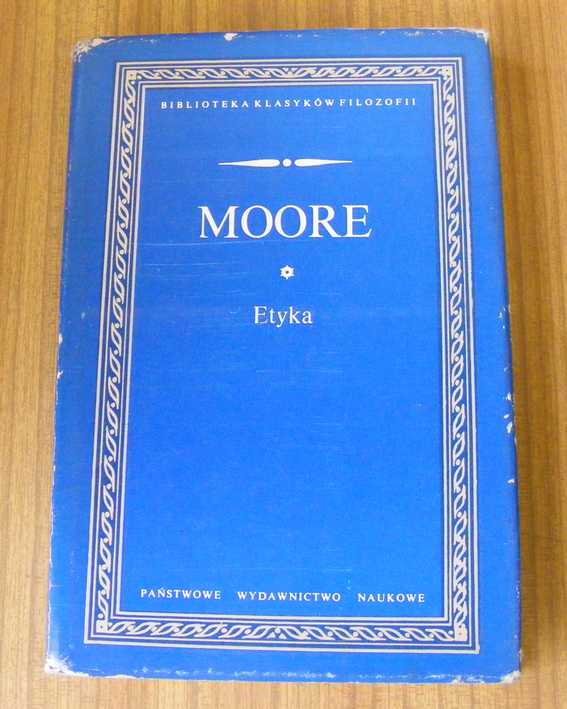 BIBLIOTEKA KLASYKÓW FILOZOFII
MOORE
Etyka
PAŃSTWOWE WYDAWNICTWO NAUKOWE